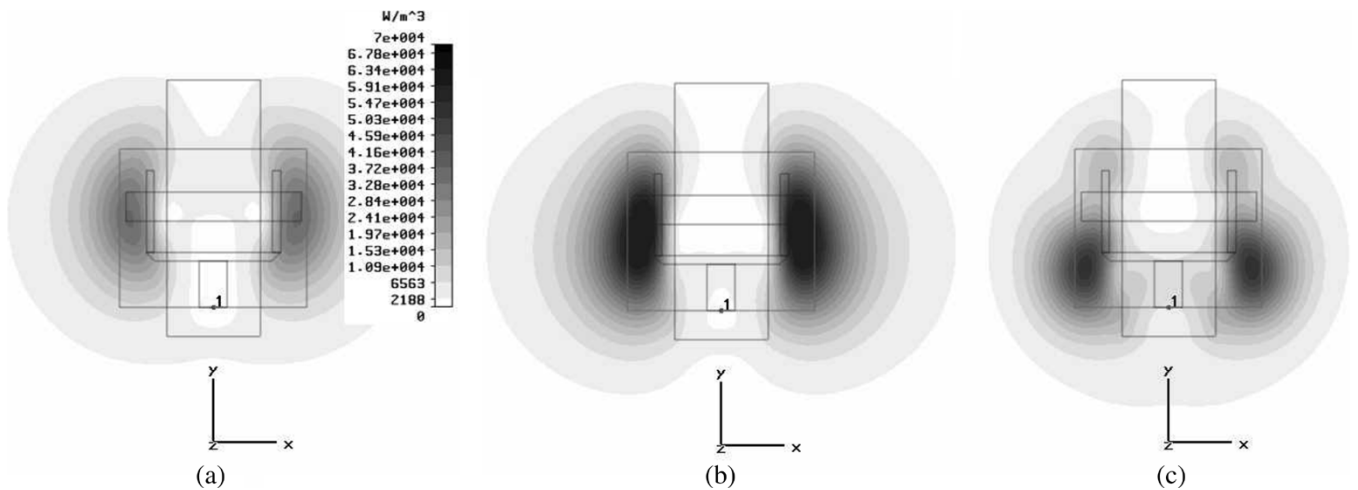 W/m^3
7e+004
6.78e+004
6.34e+004
5.91e+004
5.47e+004
5.03e+004
4.59e+004
4.16e+004
3.72e+004
3.28e+004
2.84e+004
2.41e+004
1.97e+004
1.53e+004
1.09e+004
6563
2188
0
1
1
1
y
y
y
z
x
z
x
z
x
(a)
(b)
(c)